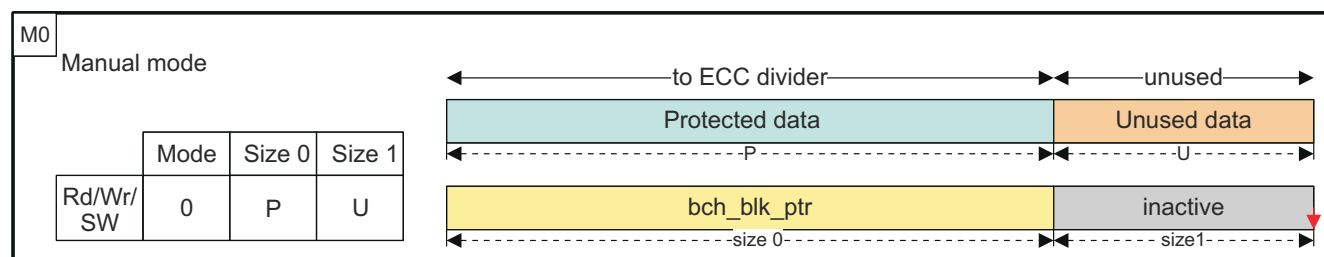 M0
Manual mode
to ECC divider
unused
Protected data
Unused data
P
U
Mode
Size 0
Size 1
Rd/Wr/
SW
0
P
U
bch_blk_ptr
inactive
size 0
size1